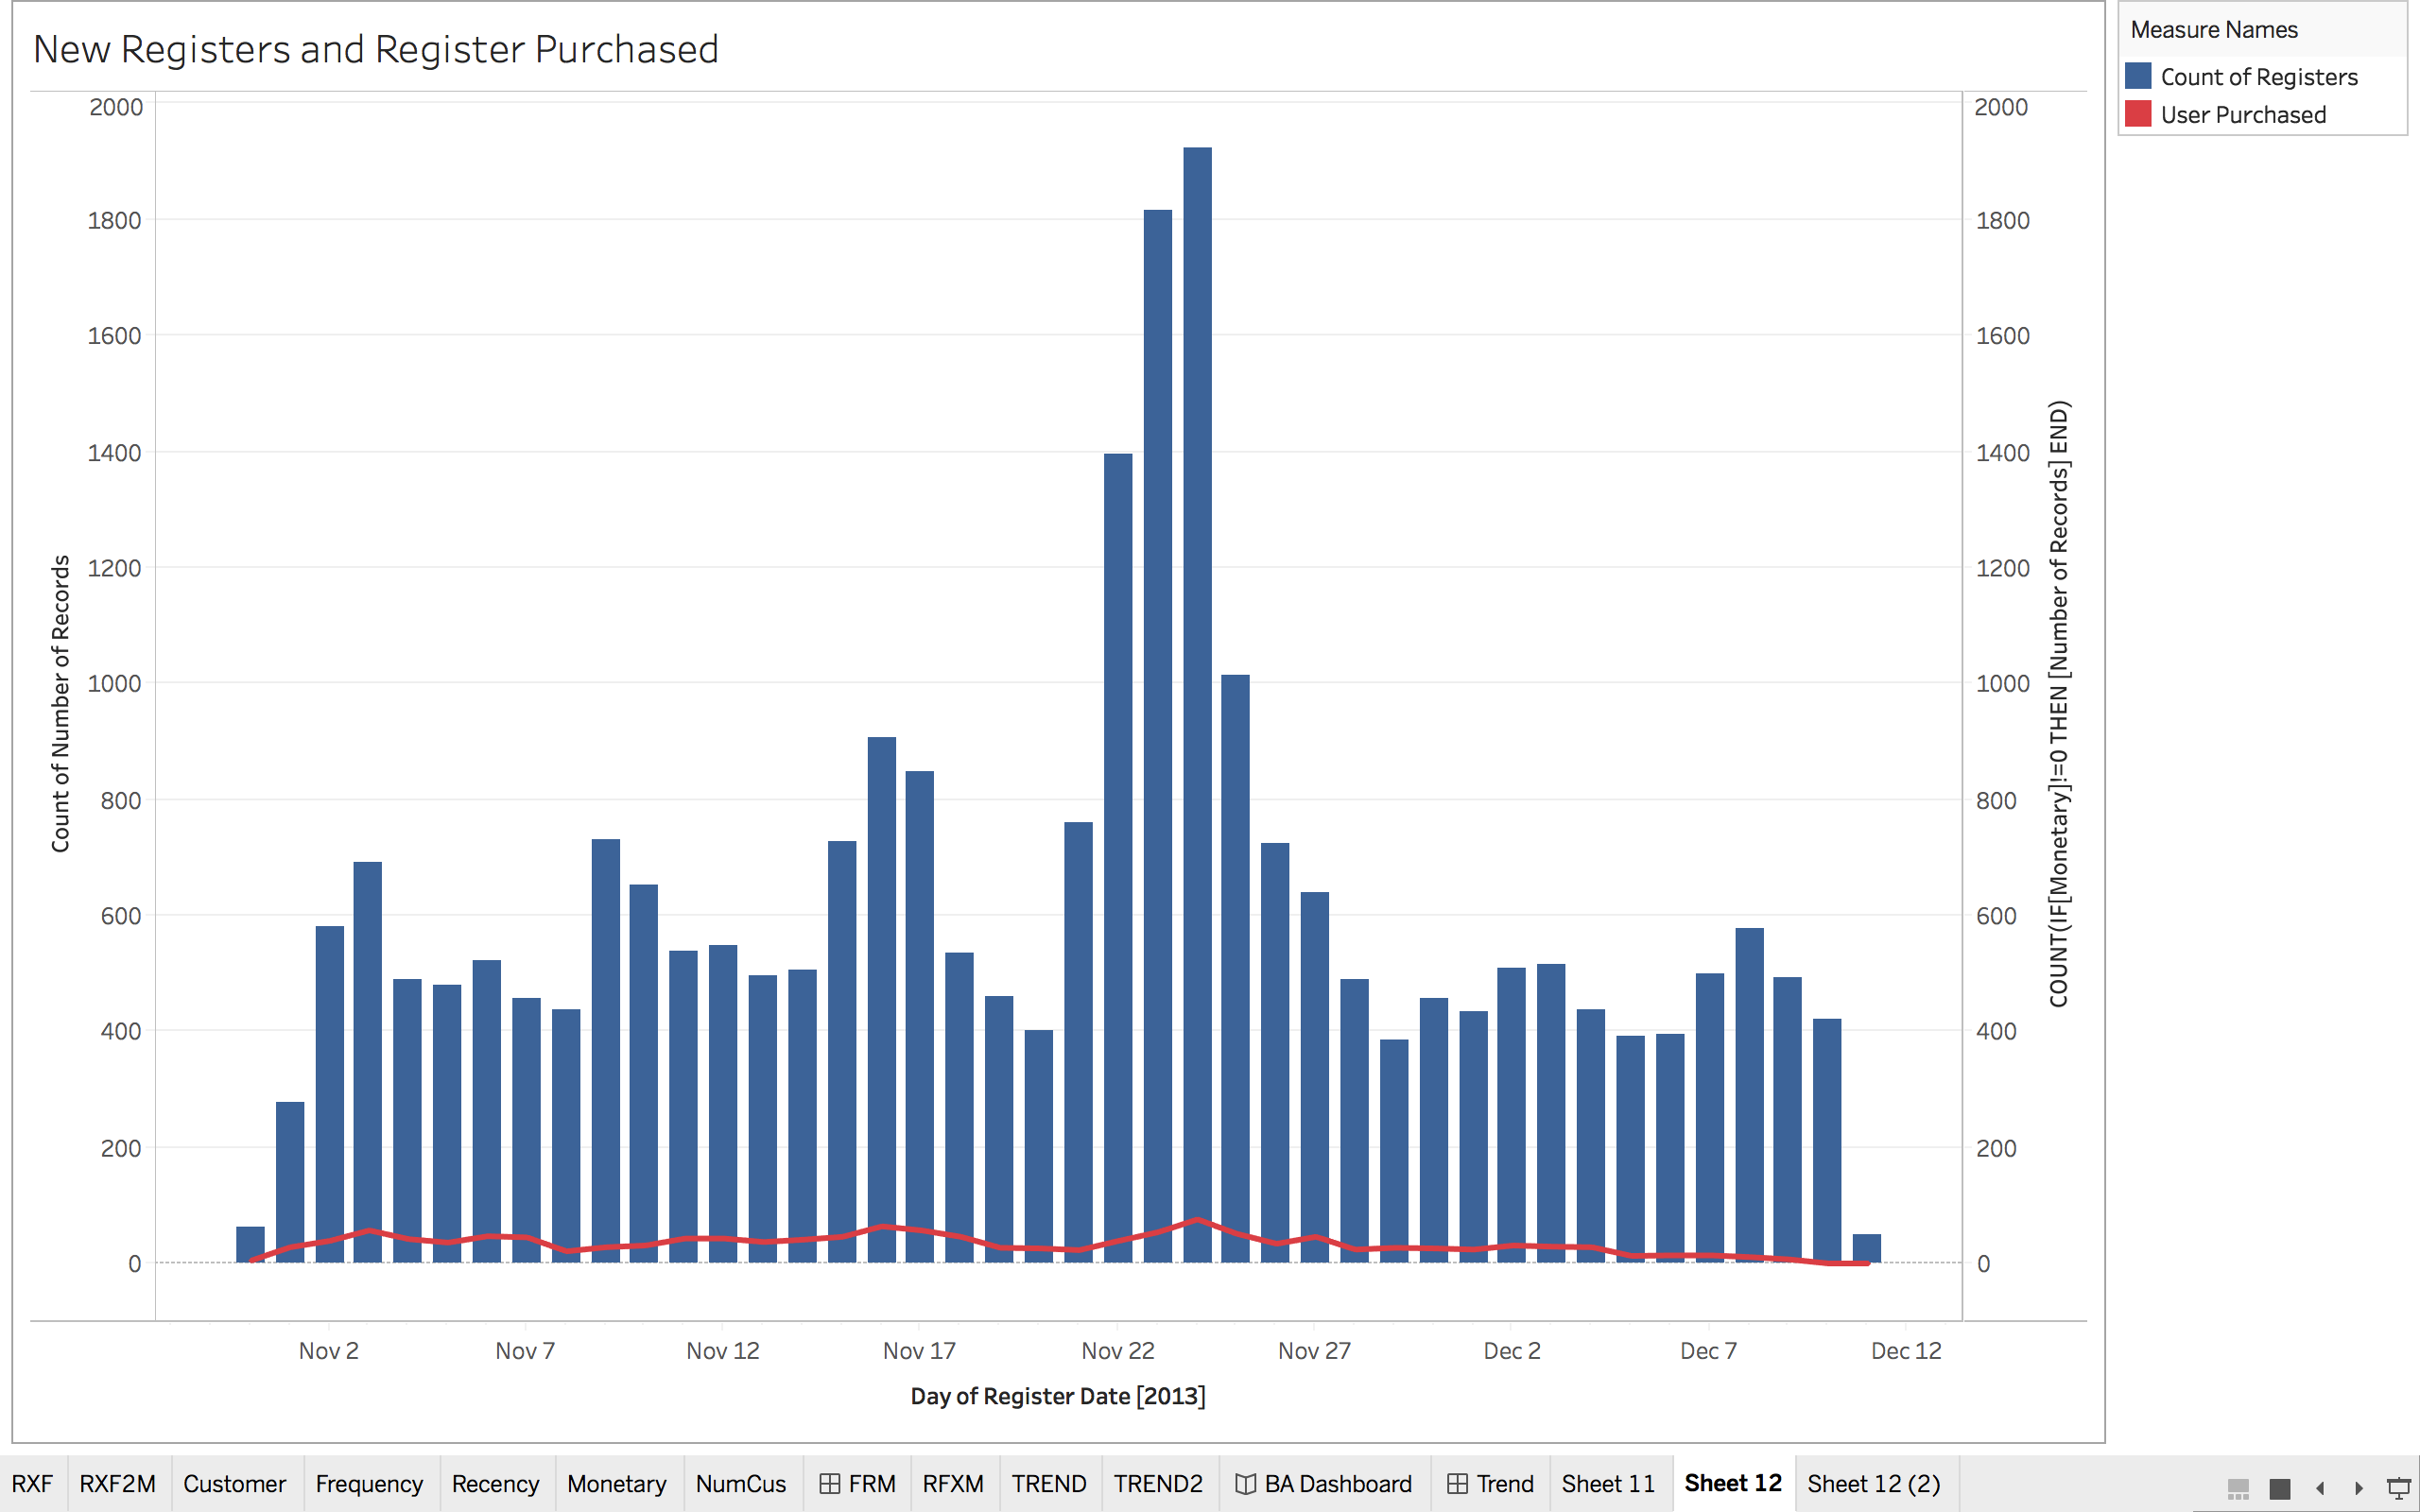 New Registers and Register Purchased
Measure Names
Count of Registers
User Purchased
2000
1800
1600
1400
1200
1000
800
600
400
200
0
Count of Number of Records
2000
1800
1600
1400
1200
1000
800
600
400
200
0
COUNT(IF[Monetary]!=0 THEN [Number of Records] END)
Nov 2 Nov 7 Nov 12 Nov 17 Nov 22 Nov 27 Dec 2 Dec 7 Dec 12
Day of Register Date [2013]
RXF RXF2M Customer Frequency Recency Monetary NumCus FRM RFXM TREND TREND2 BA Dashboard Trend Sheet 11 Sheet 12 Sheet 12 (2)